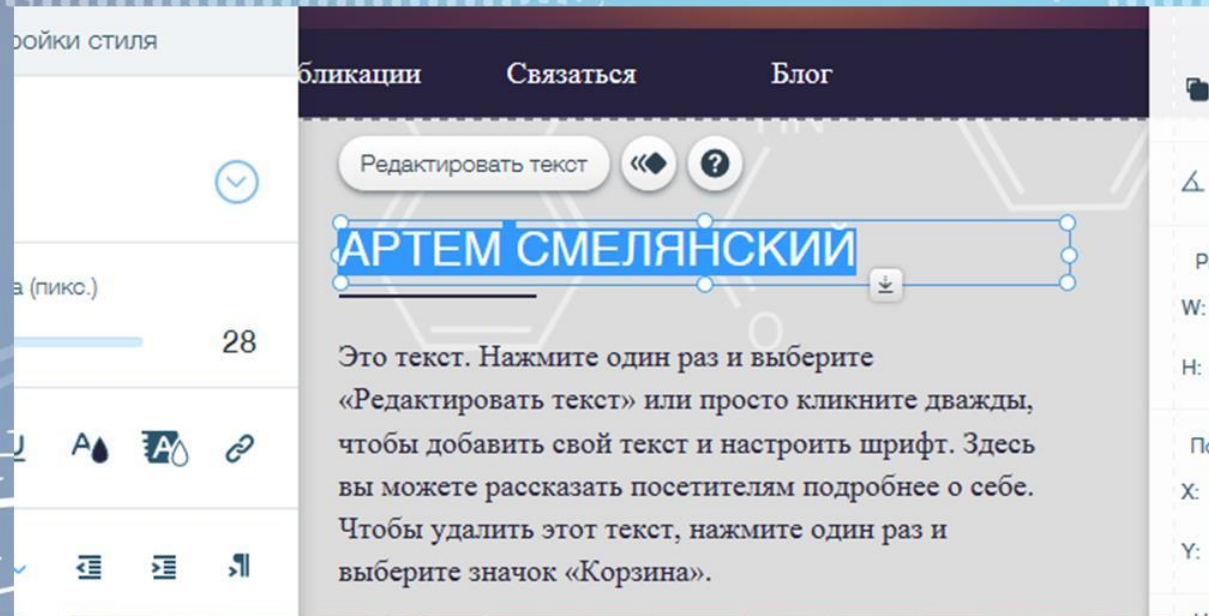 ройки стиля
бликации Связаться Блог
HN
Редактировать текст
АРТЕМ СМЕЛЯНСКИЙ
а (пикс.)
28
O
Это текст. Нажмите один раз и выберите
«Редактировать текст» или просто кликните дважды,
чтобы добавить свой текст и настроить шрифт. Здесь
вы можете рассказать посетителям подробнее о себе.
Чтобы удалить этот текст, нажмите один раз и
выберите значок «Корзина».
W:
H:
X:
Y: